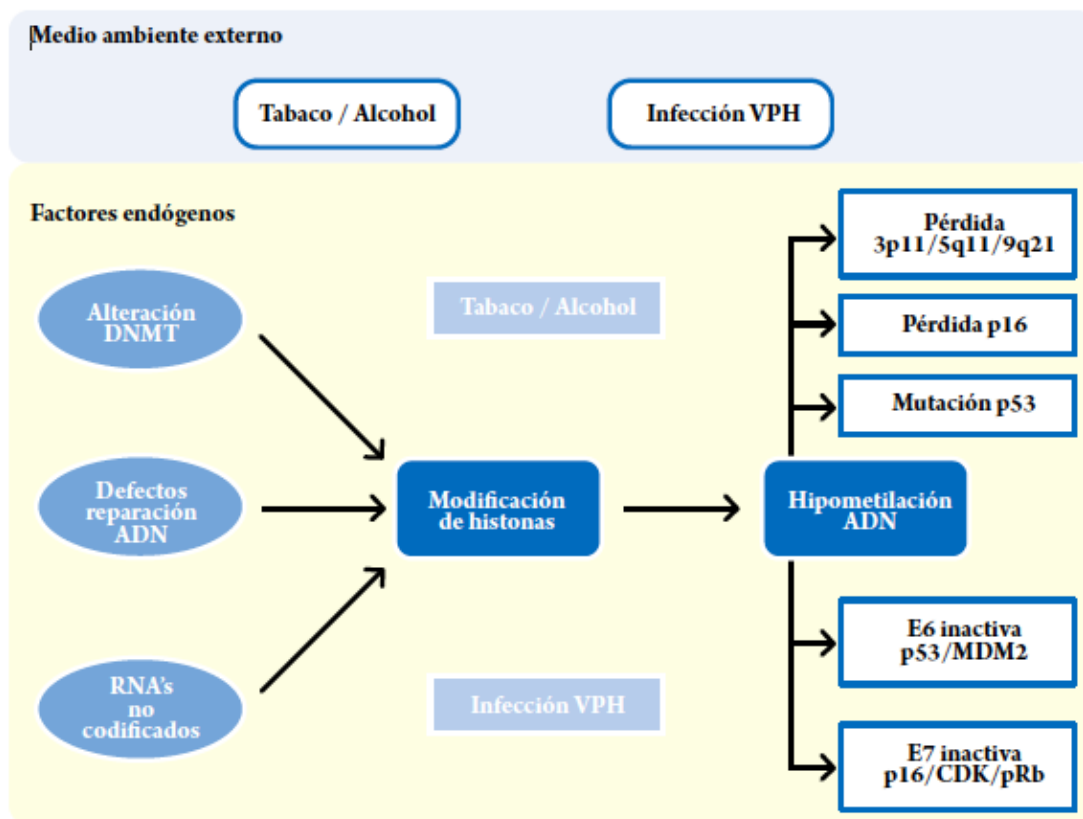 Medio ambiente externo
Tabaco / Alcohol
Infección VPH
Factores endógenos
Pérdida
3p11/5q11/9q21
Alteración
DNMT
Tabaco / Alcohol
Pérdida p16
Mutación p53
Defectos
reparación
ADN
Modificación
de histonas
Hipometilación
ADN
E6 inactiva
p53/MDM2
RNA's
no
codificados
Infección VPH
E7 inactiva
p16/CDK/pRb